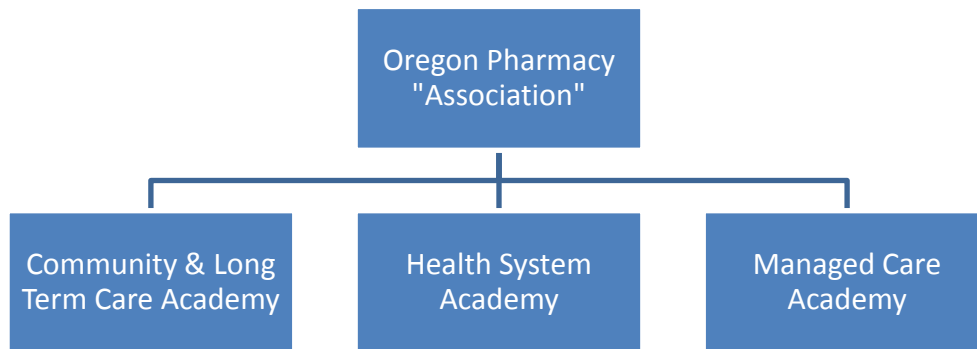 Oregon Pharmacy
"Association"
Community & Long
Term Care Academy
Health System
Academy
Managed Care
Academy